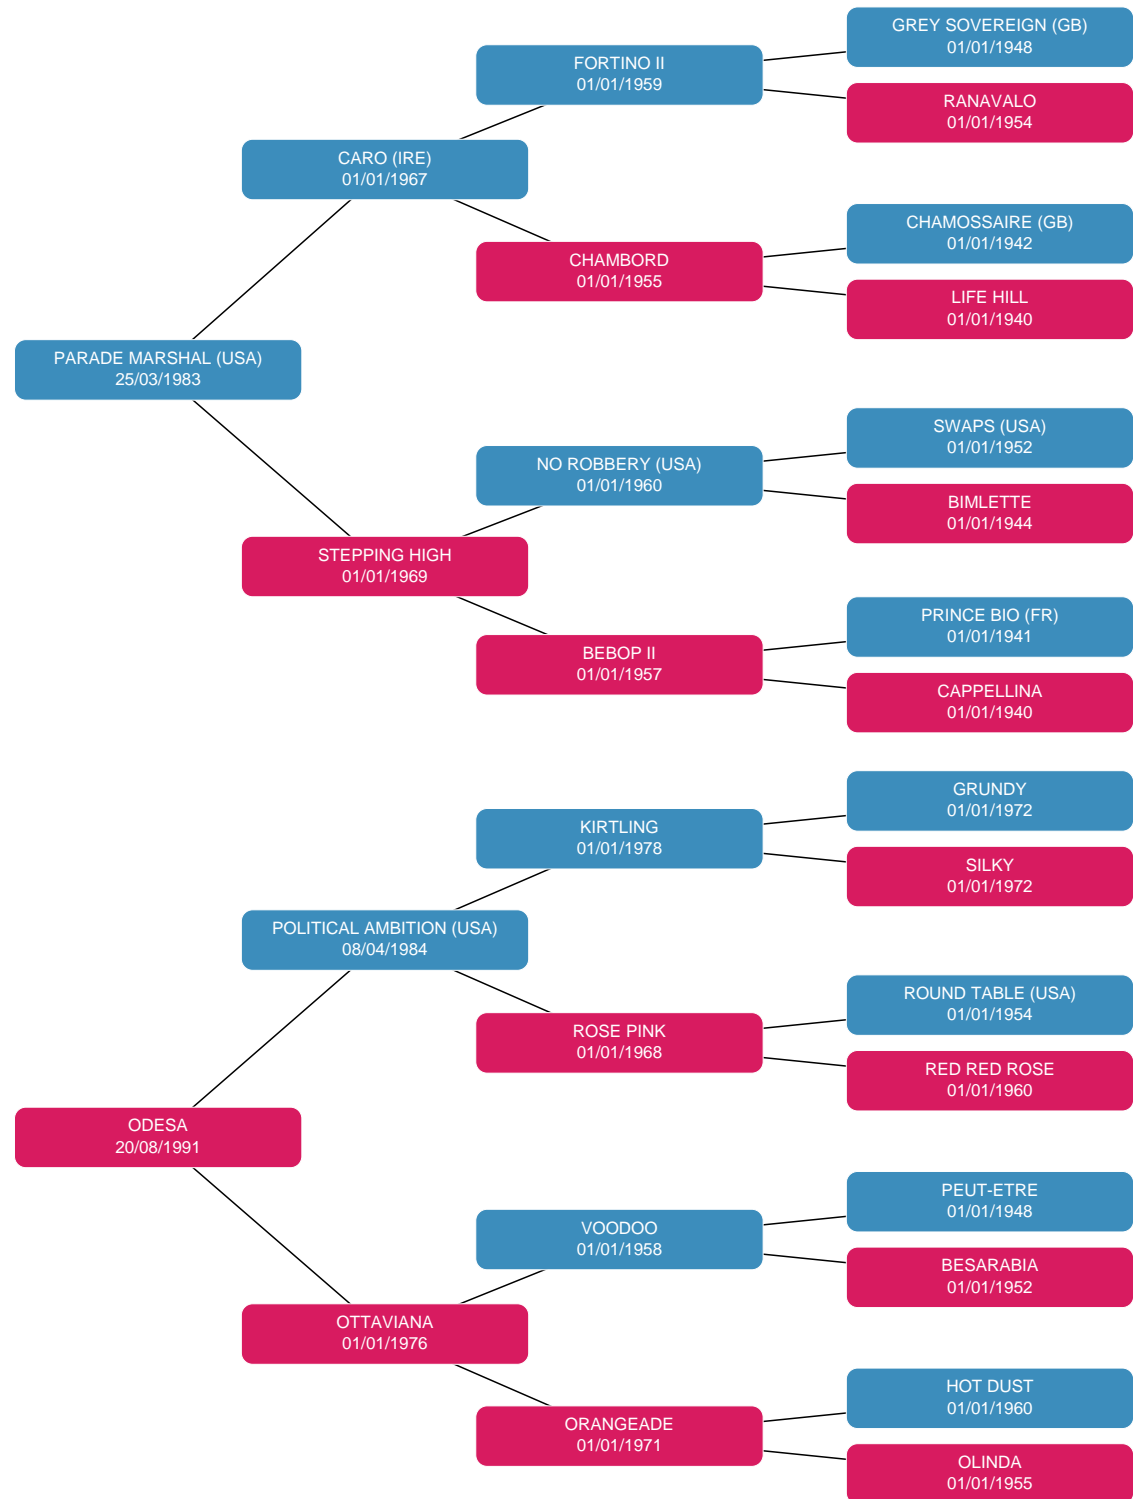 GREY SOVEREIGN (GB)
01/01/1948
FORTINO II
01/01/1959
RANAVALO
01/01/1954
CARO (IRE)
01/01/1967
CHAMOSSAIRE (GB)
01/01/1942
CHAMBORD
01/01/1955
LIFE HILL
01/01/1940
PARADE MARSHAL (USA)
25/03/1983
SWAPS (USA)
01/01/1952
NO ROBBERY (USA)
01/01/1960
BIMLETTE
01/01/1944
STEPPING HIGH
01/01/1969
PRINCE BIO (FR)
01/01/1941
BEBOP II
01/01/1957
CAPPELLINA
01/01/1940
GRUNDY
01/01/1972
KIRTLING
01/01/1978
SILKY
01/01/1972
POLITICAL AMBITION (USA)
08/04/1984
ROUND TABLE (USA)
01/01/1954
ROSE PINK
01/01/1968
RED RED ROSE
01/01/1960
ODESA
20/08/1991
PEUT-ETRE
01/01/1948
VOODOO
01/01/1958
BESARABIA
01/01/1952
OTTAVIANA
01/01/1976
HOT DUST
01/01/1960
ORANGEADE
01/01/1971
OLINDA
01/01/1955